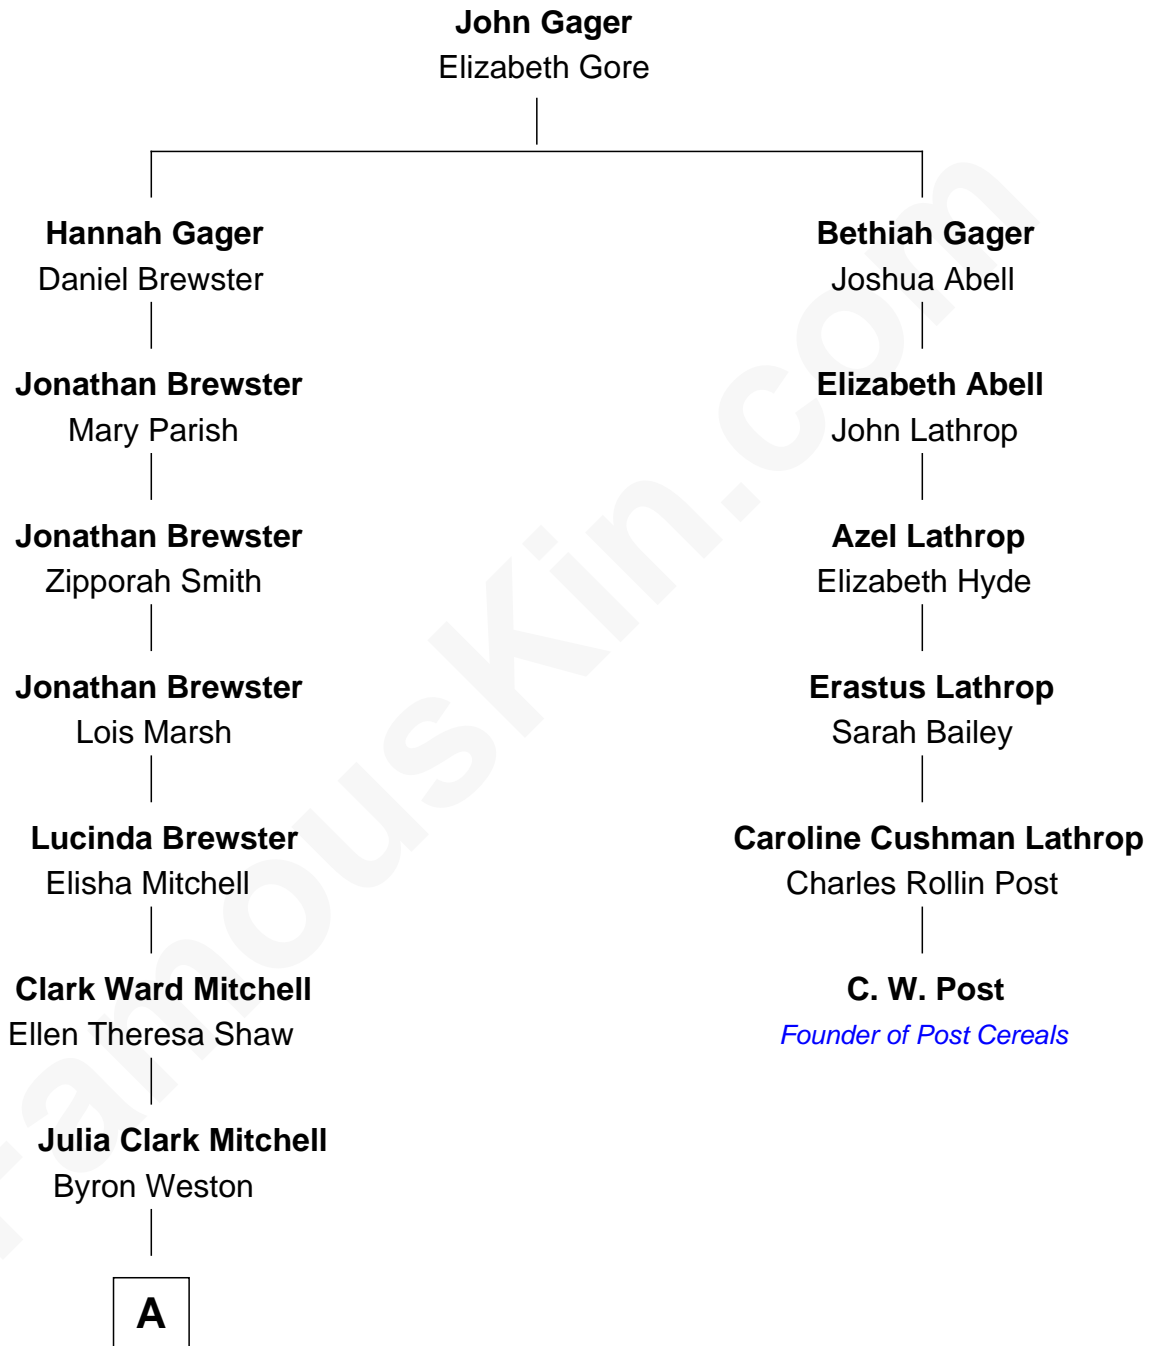 John Gager
Elizabeth Gore
Hannah Gager
Daniel Brewster
Bethiah Gager
Joshua Abell
Jonathan Brewster
Mary Parish
Elizabeth Abell
John Lathrop
Jonathan Brewster
Zipporah Smith
Azel Lathrop
Elizabeth Hyde
Jonathan Brewster
Lois Marsh
Erastus Lathrop
Sarah Bailey
Lucinda Brewster
Elisha Mitchell
Caroline Cushman Lathrop
Charles Rollin Post
Clark Ward Mitchell
Ellen Theresa Shaw
C. W. Post
Founder of Post Cereals
Julia Clark Mitchell
Byron Weston
A
FamousKin.com